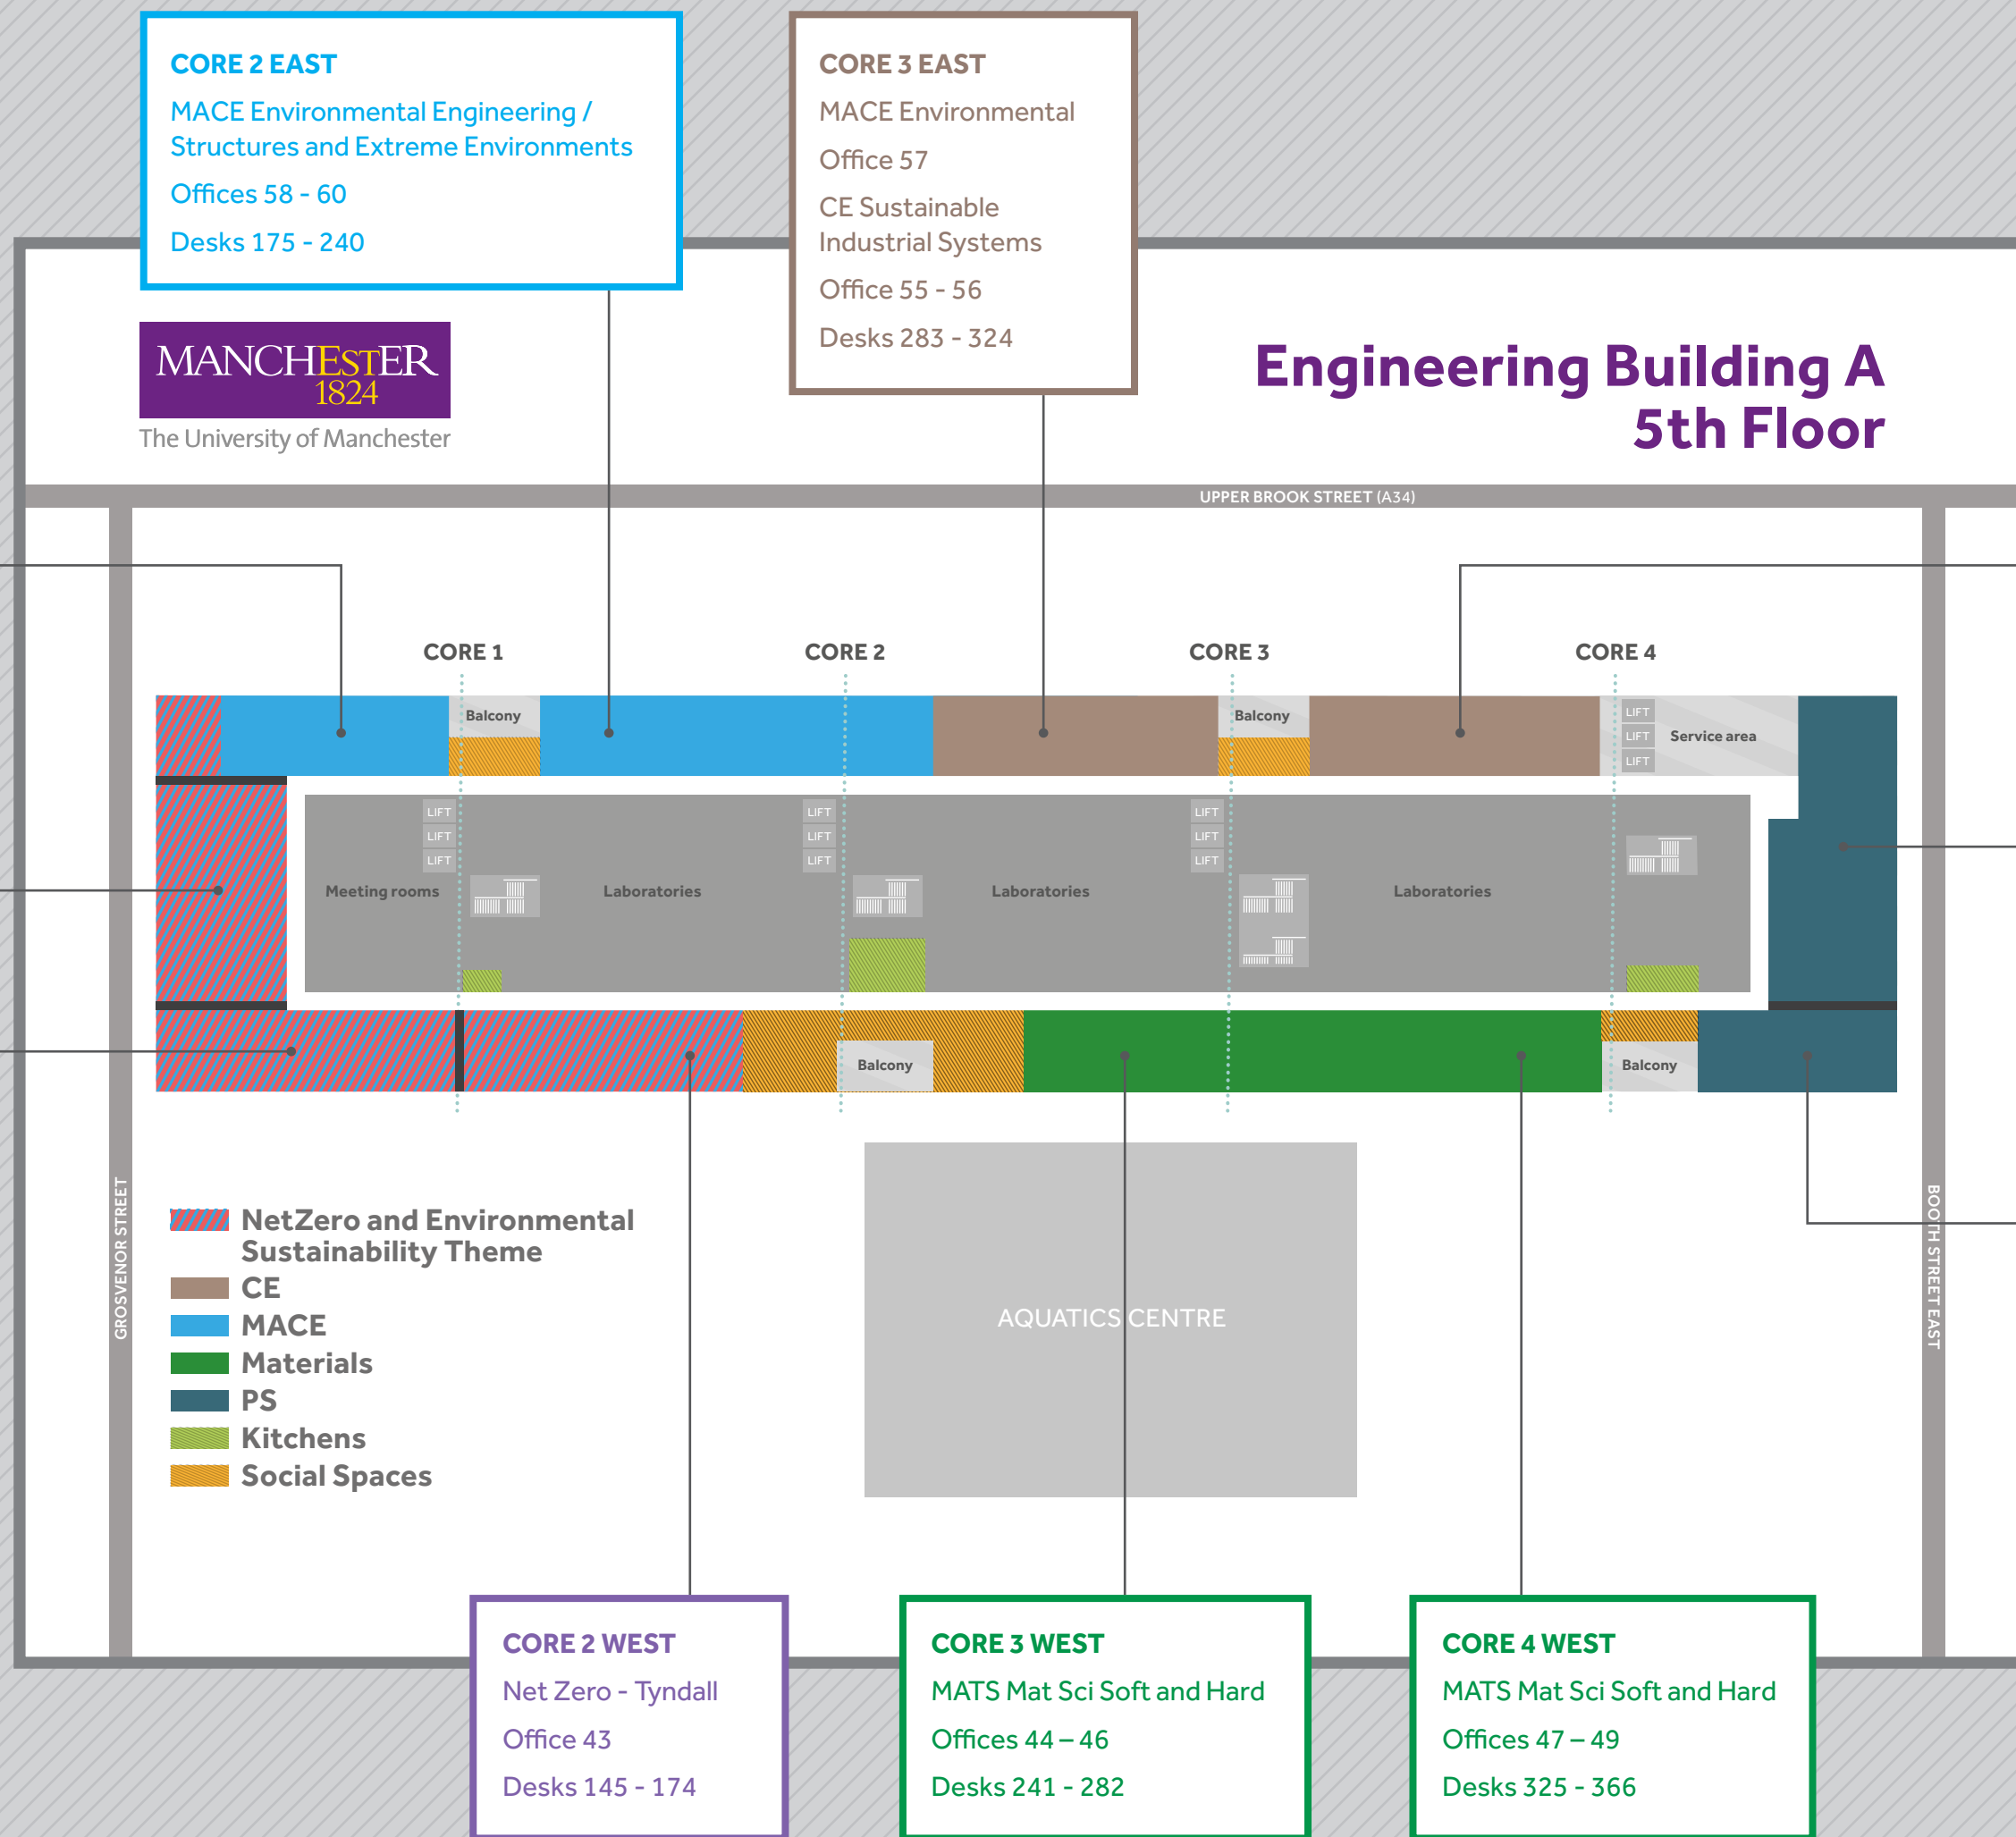 CORE 2 EAST
MACE Environmental Engineering /
Structures and Extreme Environments
Offices 58 - 60
Desks 175 - 240
CORE 3 EAST
MACE Environmental
Office 57
CE Sustainable
Industrial Systems
Office 55 - 56
Desks 283 - 324
MANCHESTER
1824
The University of Manchester
Engineering Building A
5th Floor
UPPER BROOK STREET (A34)
CORE 1
CORE 2
CORE 3
CORE 4
Balcony
Balcony
LIFT
LIFT
LIFT
Service area
LIFT
LIFT
LIFT
LIFT
LIFT
LIFT
LIFT
LIFT
LIFT
Meeting rooms
Laboratories
Laboratories
Laboratories
Balcony
Balcony
GROSVENOR STREET
BOOTH STREET EAST
AQUATICS CENTRE
NetZero and Environmental
Sustainability Theme
CE
MACE
Materials
PS
Kitchens
Social Spaces
CORE 2 WEST
Net Zero - Tyndall
Office 43
Desks 145 - 174
CORE 3 WEST
MATS Mat Sci Soft and Hard
Offices 44 – 46
Desks 241 - 282
CORE 4 WEST
MATS Mat Sci Soft and Hard
Offices 47 – 49
Desks 325 - 366